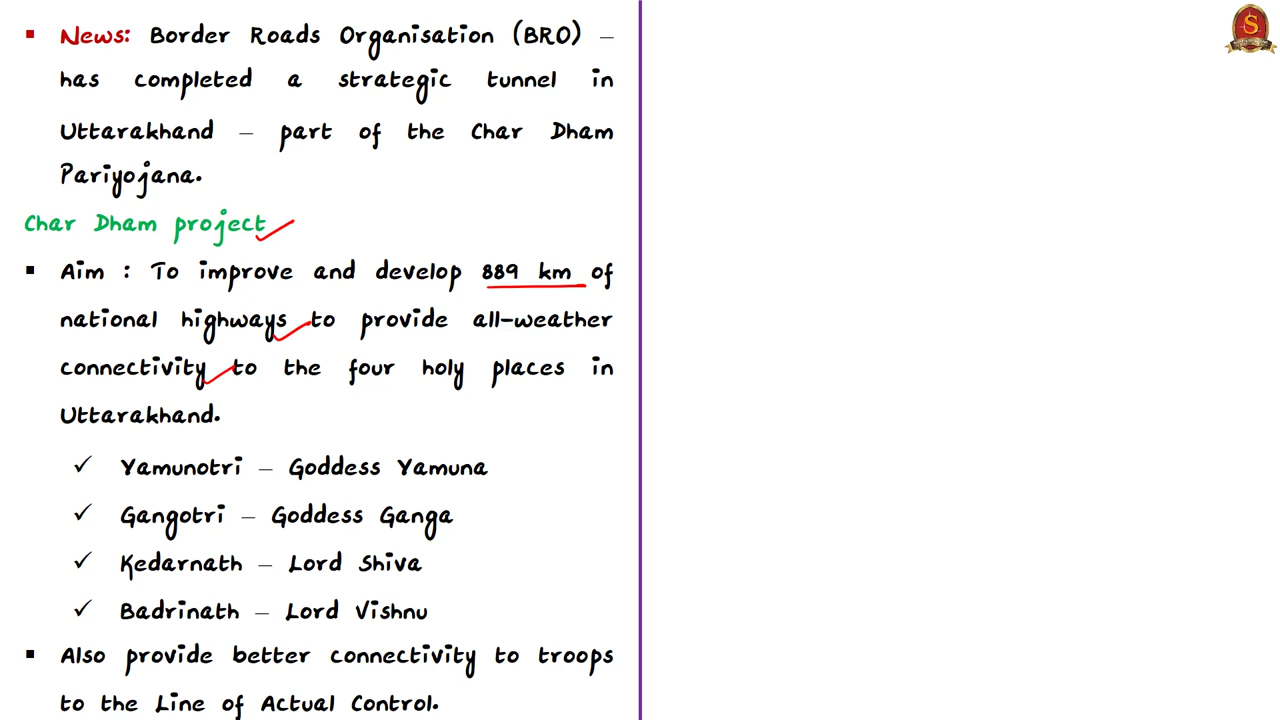 ▪ News: Border Roads Organisation (BRO) –
has completed a strategic tunnel in
Uttarakhand – part of the Char Dham
Pariyojana.
Char Dham project
▪ Aim : To improve and develop 889 km of
national highways to provide all-weather
connectivity to the four holy places in
Uttarakhand.
✓ Yamunotri – Goddess Yamuna
✓ Gangotri – Goddess Ganga
✓ Kedarnath – Lord Shiva
✓ Badrinath – Lord Vishnu
▪ Also provide better connectivity to troops
to the Line of Actual Control.
S